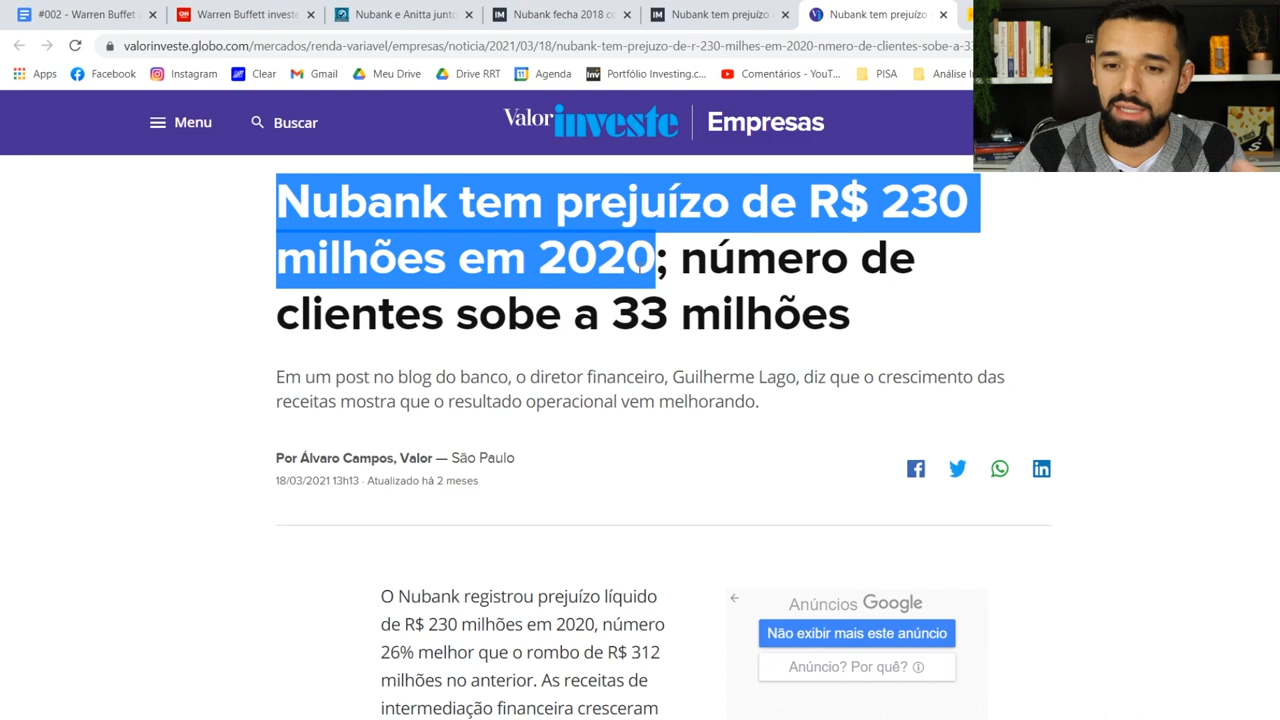 #002 - Warren Buffet
Warren Buffett investe
Nubank e Anitta junto
Nubank fecha 2018 co
Nubank tem prejuízo
Nubank tem prejuízo
valorinveste.globo.com/mercados/renda-variavel/empresas/noticia/2021/03/18/nubank-tem-prejuzo-de-r-230-milhes-em-2020-nmero-de-clientes-sobe-a-33
Apps
Facebook
Instagram
Clear
Gmail
Meu Drive
Drive RRT
Agenda
Portfólio Investing.c...
Comentários - YouT...
PISA
Análise
Menu
Buscar
Valor investe
Empresas
Nubank tem prejuízo de R$ 230
milhões em 2020; número de
clientes sobe a 33 milhões
Em um post no blog do banco, o diretor financeiro, Guilherme Lago, diz que o crescimento das
receitas mostra que o resultado operacional vem melhorando.
Por Álvaro Campos, Valor — São Paulo
18/03/2021 13h13 · Atualizado há 2 meses
O Nubank registrou prejuízo líquido
de R$ 230 milhões em 2020, número
26% melhor que o rombo de R$ 312
milhões no anterior. As receitas de
intermediação financeira cresceram
Anúncios Google
Não exibir mais este anúncio
Anúncio? Por quê?